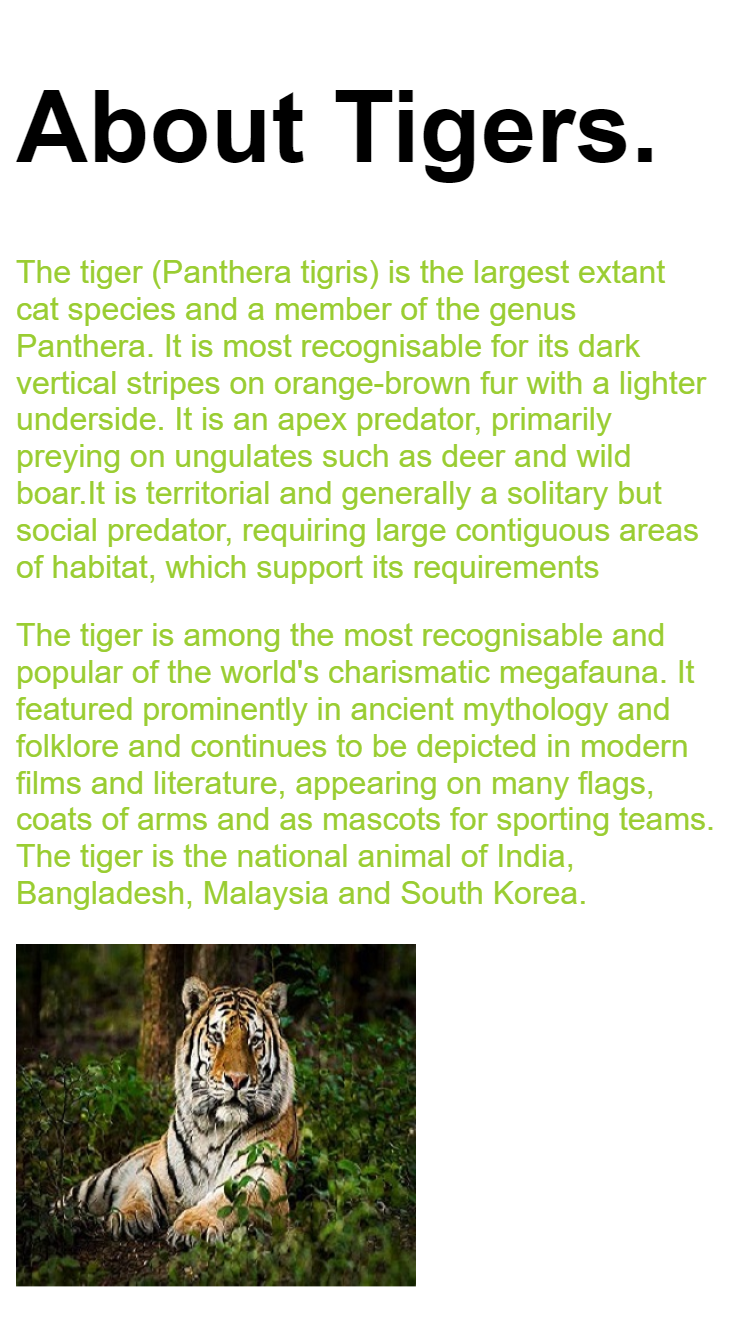 About Tigers.
The tiger (Panthera tigris) is the largest extant
cat species and a member of the genus
Panthera. It is most recognisable for its dark
vertical stripes on orange-brown fur with a lighter
underside. It is an apex predator, primarily
preying on ungulates such as deer and wild
boar.It is territorial and generally a solitary but
social predator, requiring large contiguous areas
of habitat, which support its requirements
The tiger is among the most recognisable and
popular of the world's charismatic megafauna. It
featured prominently in ancient mythology and
folklore and continues to be depicted in modern
films and literature, appearing on many flags,
coats of arms and as mascots for sporting teams.
The tiger is the national animal of India,
Bangladesh, Malaysia and South Korea.